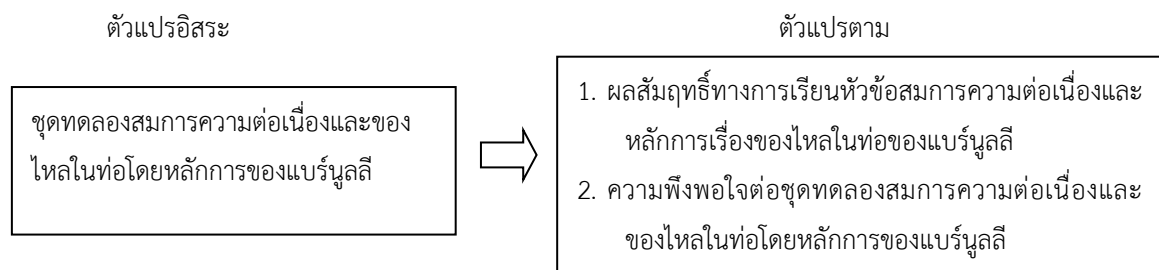 ตัวแปรอิสระ
ตัวแปรตาม
ชุดทดลองสมการความต่อเนื่องและของ
ไหลในท่อโดยหลักการของแบร์นูลลี
1. ผลสัมฤทธิ์ทางการเรียนหัวข้อสมการความต่อเนื่องและ
หลักการเรื่องของไหลในท่อของแบร์นูลลี
2. ความพึงพอใจต่อชุดทดลองสมการความต่อเนื่องและ
ของไหลในท่อโดยหลักการของแบร์นูลลี